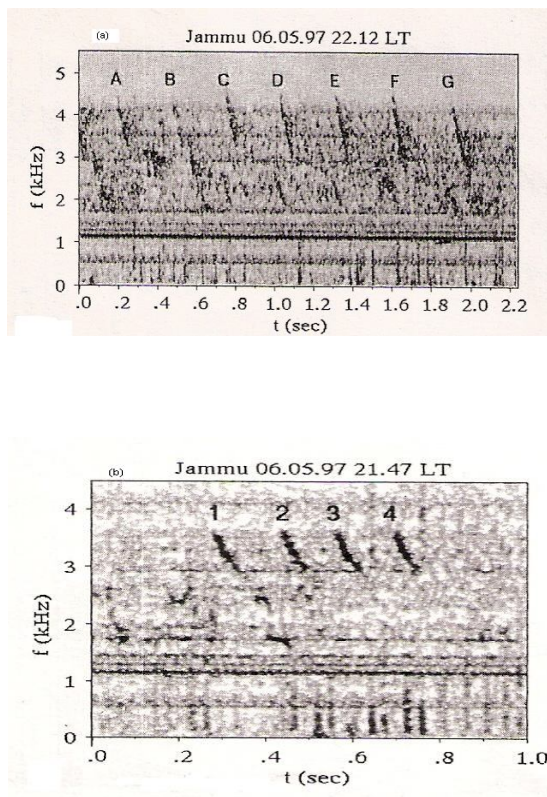 (a)
Jammu 06.05.97 22.12 LT
A B C D E F G
5
4
3
2
1
0
f (kHz)
.0 .2 .4 .6 .8 1.0 1.2 1.4 1.6 1.8 2.0 2.2
t (sec)
(b)
Jammu 06.05.97 21.47 LT
1 2 3 4
4
3
2
1
0
f (kHz)
.0 .2 .4 .6 .8 1.0
t (sec)